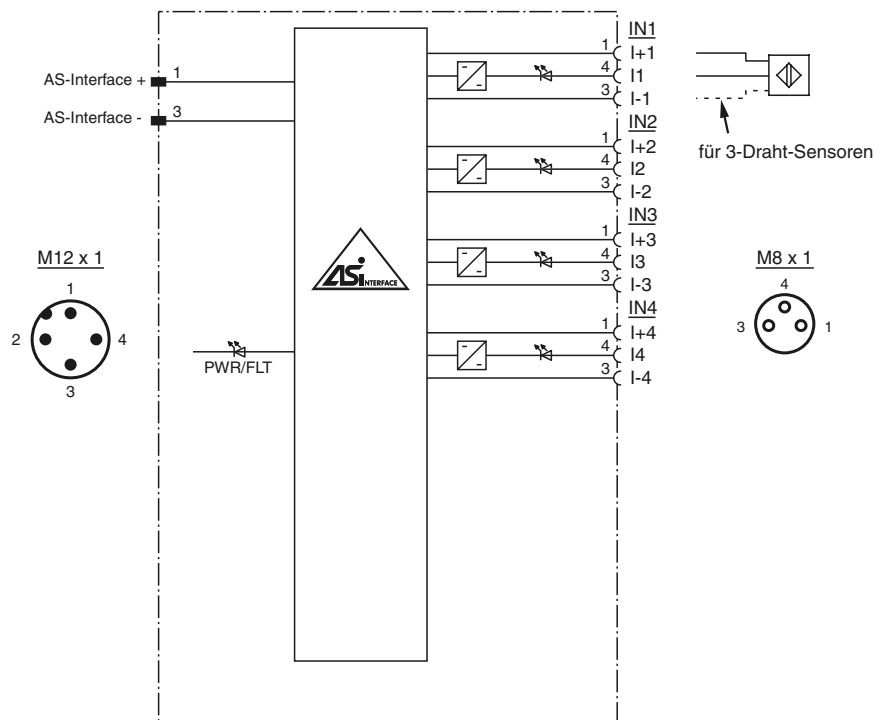 IN1
1 I+1
4 I1
3 I-1
AS-Interface + 1
AS-Interface - 3
IN2
1 I+2
4 I2
3 I-2
für 3-Draht-Sensoren
IN3
1 I+3
4 I3
3 I-3
ASi INTERFACE
IN4
1 I+4
4 I4
3 I-4
PWR/FLT
M12 x 1
1
2 4
3
M8 x 1
4
3 1